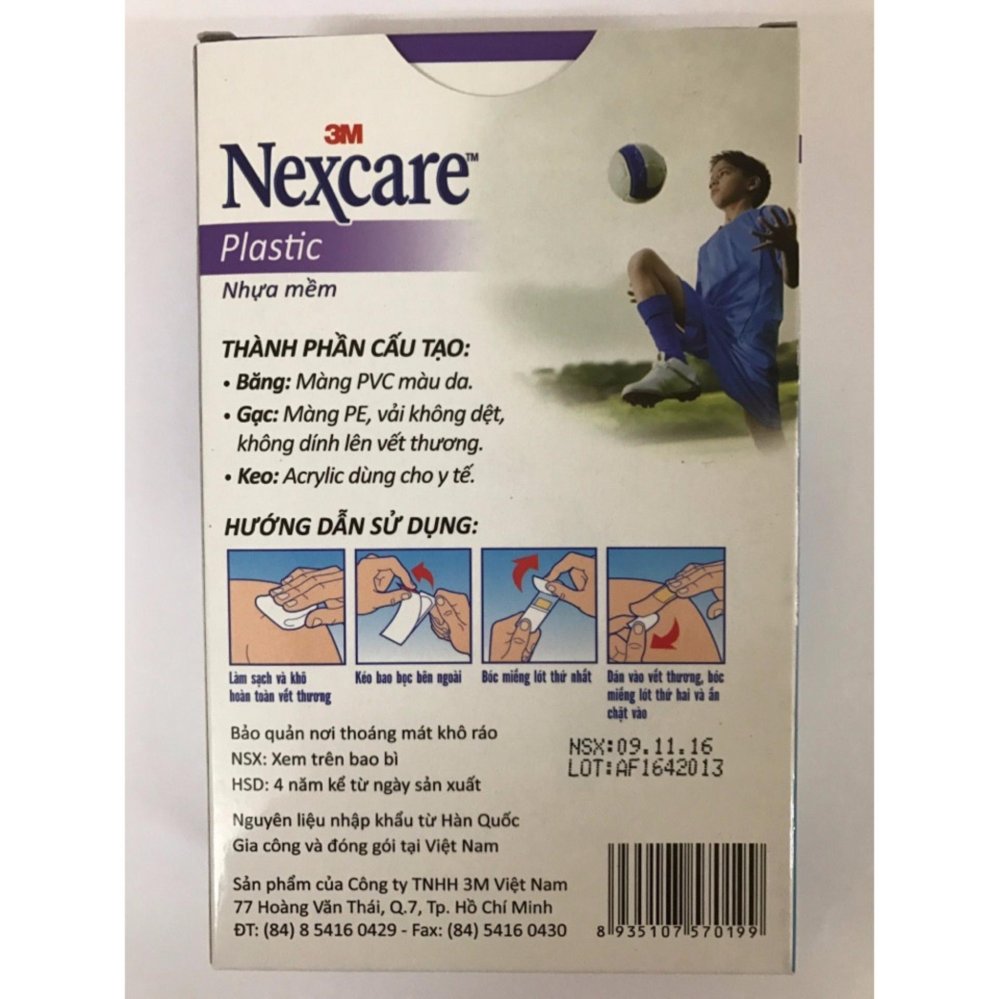 3M
Nexcare™
Plastic
Nhựa mềm
THÀNH PHẦN CẤU TẠO:
• Băng: Màng PVC màu da.
• Gạc: Màng PE, vải không dệt,
không dính lên vết thương.
• Keo: Acrylic dùng cho y tế.
HƯỚNG DẪN SỬ DỤNG:
Làm sạch và khô
hoàn toàn vết thương
Kéo bao bọc bên ngoài
Bóc miếng lót thứ nhất
Dán vào vết thương, bóc
miếng lót thứ hai và ấn
chặt vào
Bảo quản nơi thoáng mát khô ráo
NSX: Xem trên bao bì
HSD: 4 năm kể từ ngày sản xuất
NSX:09.11.16
LOT:AF1642013
Nguyên liệu nhập khẩu từ Hàn Quốc
Gia công và đóng gói tại Việt Nam
Sản phẩm của Công ty TNHH 3M Việt Nam
77 Hoàng Văn Thái, Q.7, Tp. Hồ Chí Minh
ĐT: (84) 8 5416 0429 - Fax: (84) 5416 0430
8 935107 570199